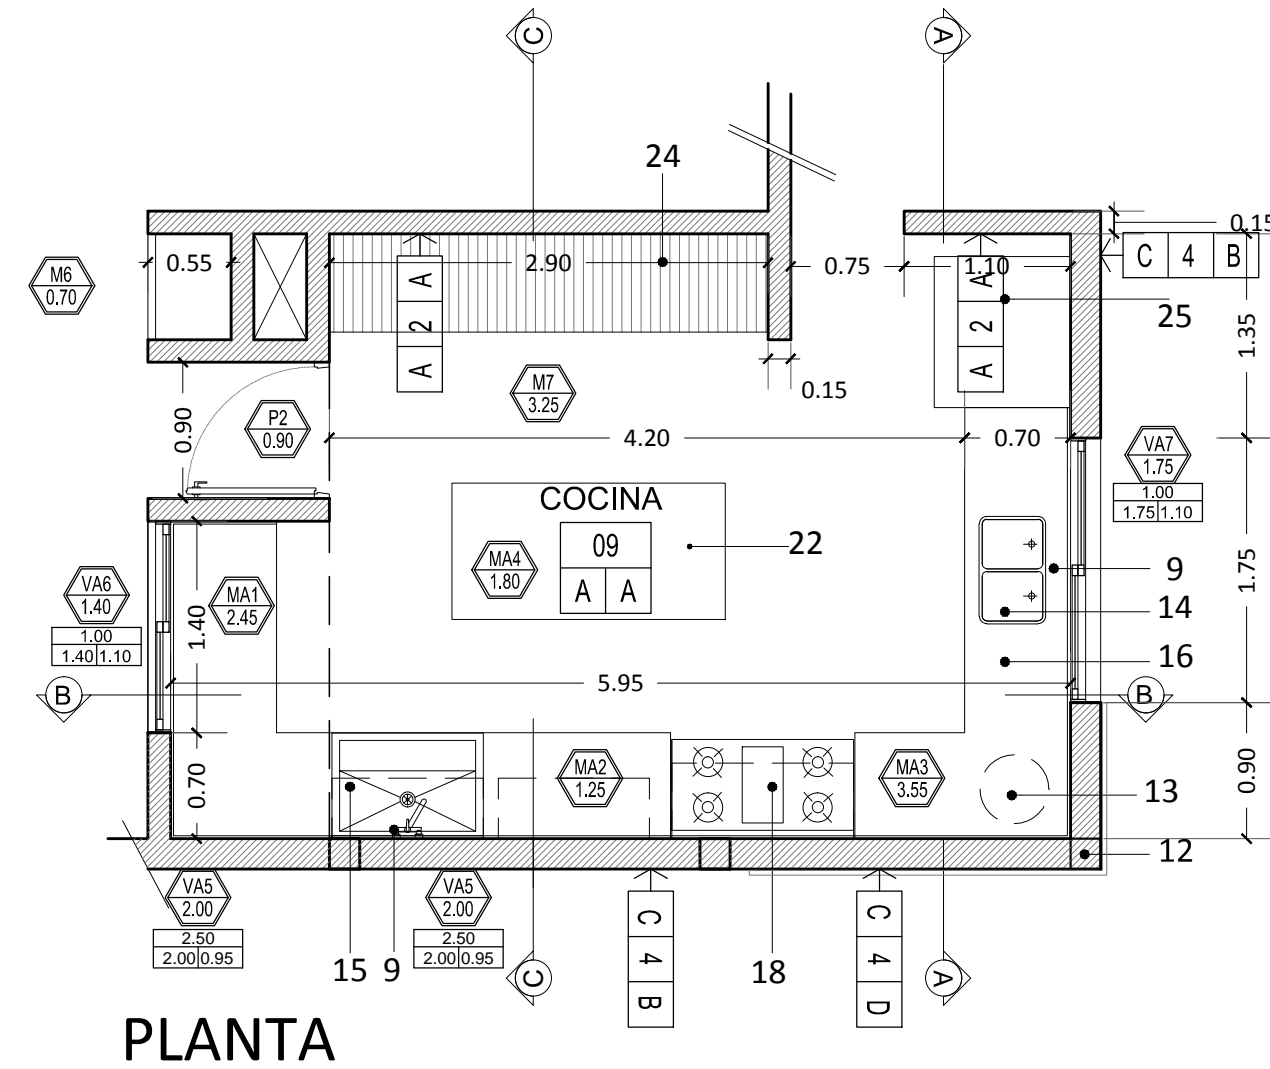 C
A
24
0.15
M6
0.70
0.55
2.90
0.75
1.10
C 4 B
A 2 A
A 2 A
25
1.35
0.15
M7
3.25
P2
0.90
0.90
4.20
0.70
VA7
1.75
1.00
1.75 1.10
COCINA
09
A A
22
MA4
1.80
9
1.75
14
VA6
1.40
1.00
1.40 1.10
MA1
2.45
1.40
16
B
5.95
B
0.70
MA2
1.25
MA3
3.55
13
0.90
12
VA5
2.00
2.50
2.00 0.95
VA5
2.00
2.50
2.00 0.95
15
9
C
C 4 B
18
C 4 D
A
PLANTA